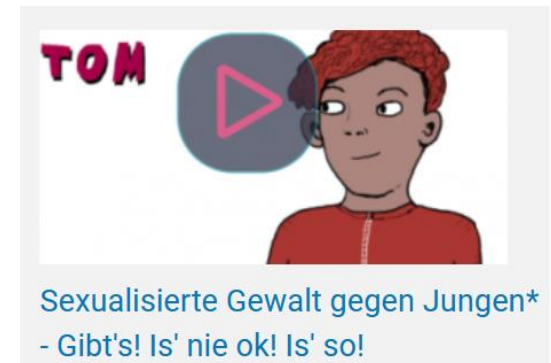 TOM
Sexualisierte Gewalt gegen Jungen*
- Gibt's! Is' nie ok! Is' so!